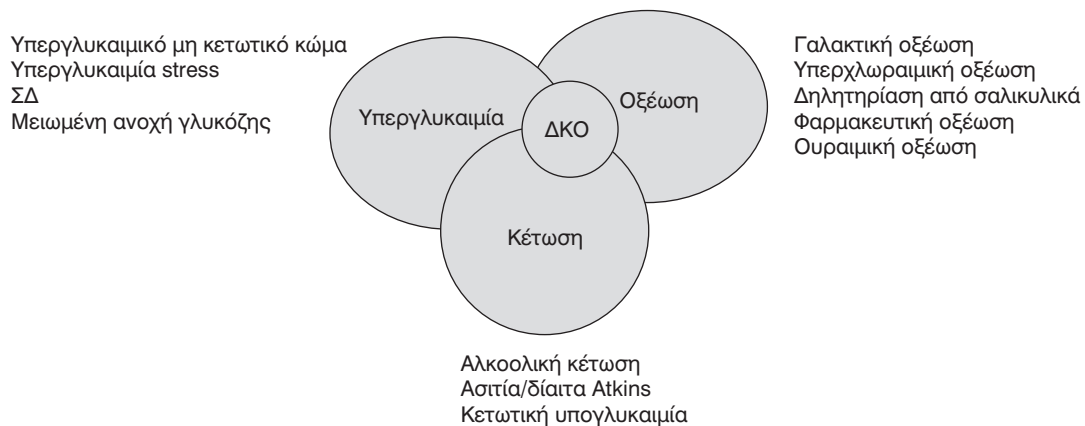 Υπεργλυκαιμικό μη κετωτικό κώμα
Υπεργλυκαιμία stress
ΣΔ
Μειωμένη ανοχή γλυκόζης
Υπεργλυκαιμία
ΔΚΟ
Οξέωση
Κέτωση
Γαλακτική οξέωση
Υπερχλωραιμική οξέωση
Δηλητηρίαση από σαλικυλικά
Φαρμακευτική οξέωση
Ουραιμική οξέωση
Αλκοολική κέτωση
Ασιτία/δίαιτα Atkins
Κετωτική υπογλυκαιμία